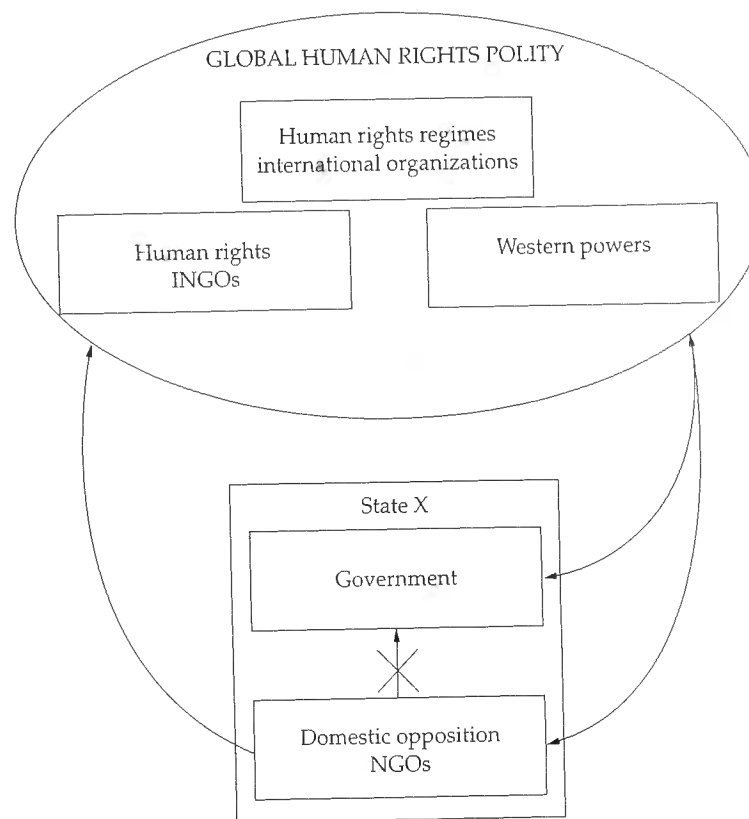 GLOBAL HUMAN RIGHTS POLITY
Human rights regimes
international organizations
Human rights
INGOs
Western powers
State X
Government
Domestic opposition
NGOs